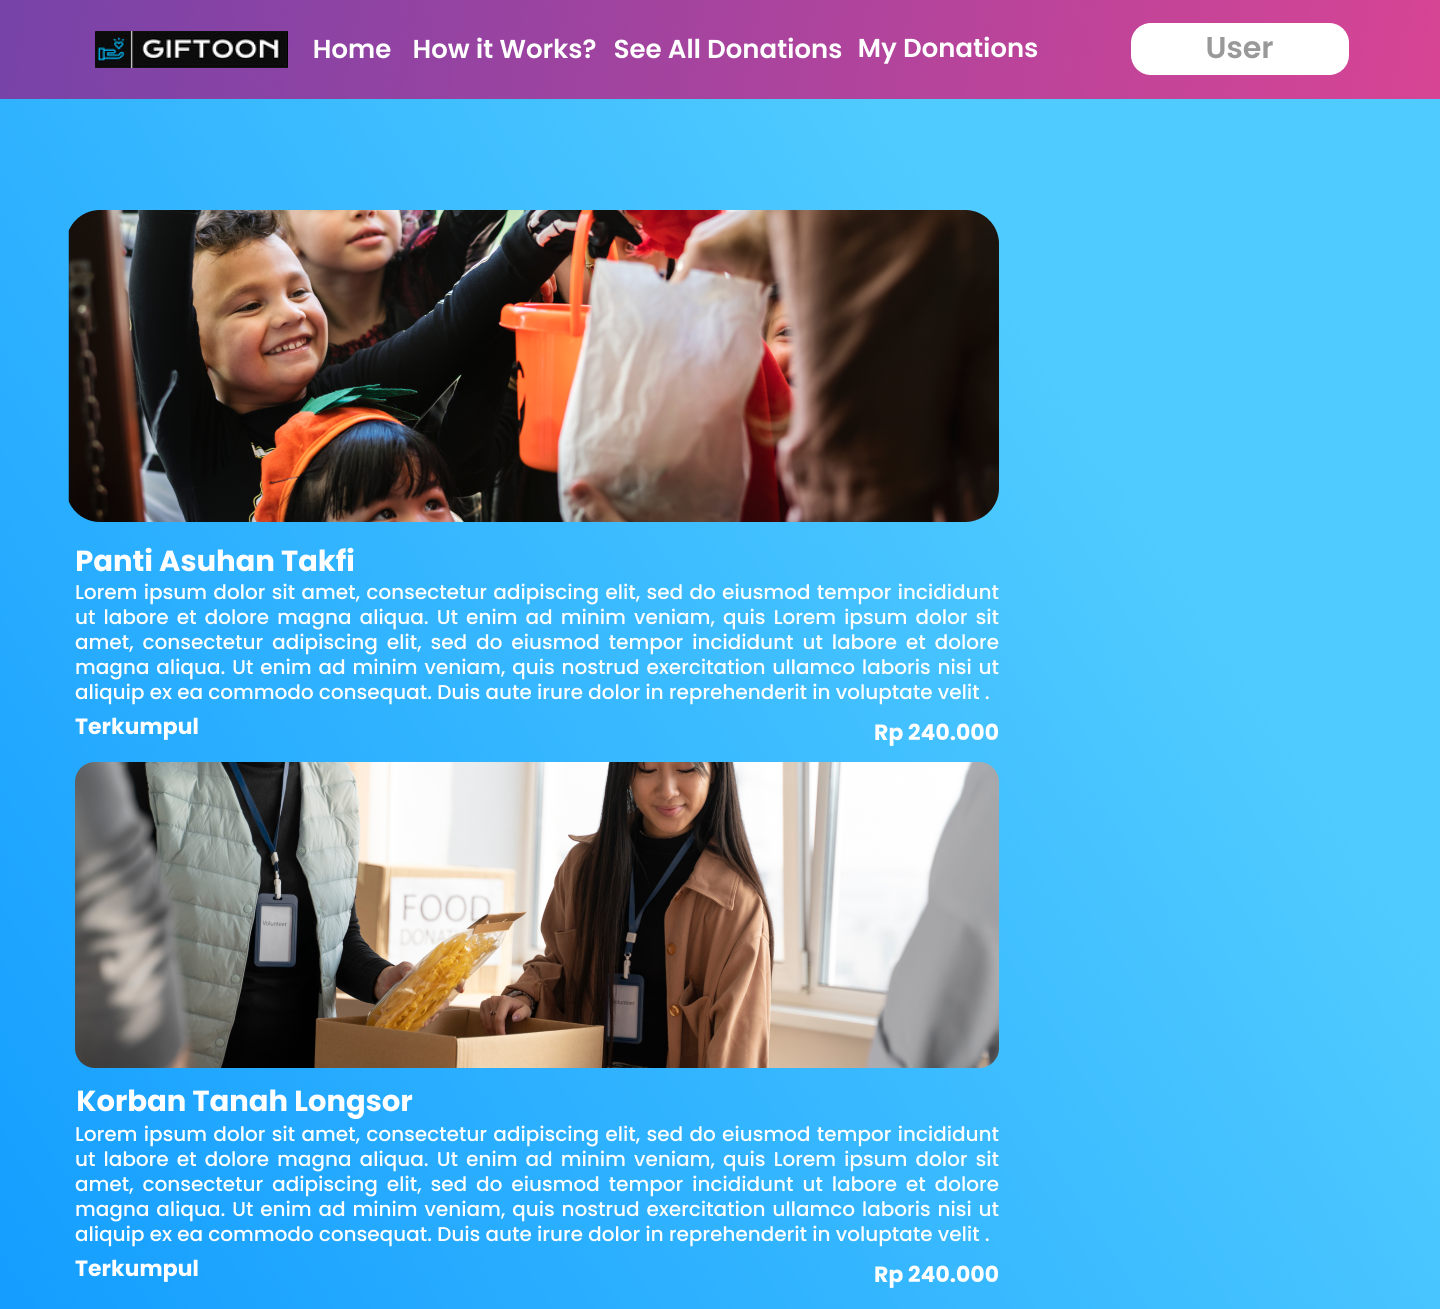 GIFTOON Home How it Works? See All Donations My Donations User
Panti Asuhan Takfi
Lorem ipsum dolor sit amet, consectetur adipiscing elit, sed do eiusmod tempor incididunt
ut labore et dolore magna aliqua. Ut enim ad minim veniam, quis Lorem ipsum dolor sit
amet, consectetur adipiscing elit, sed do eiusmod tempor incididunt ut labore et dolore
magna aliqua. Ut enim ad minim veniam, quis nostrud exercitation ullamco laboris nisi ut
aliquip ex ea commodo consequat. Duis aute irure dolor in reprehenderit in voluptate velit .
Terkumpul Rp 240.000
FOOD
Volunteer
Volunteer
Korban Tanah Longsor
Lorem ipsum dolor sit amet, consectetur adipiscing elit, sed do eiusmod tempor incididunt
ut labore et dolore magna aliqua. Ut enim ad minim veniam, quis Lorem ipsum dolor sit
amet, consectetur adipiscing elit, sed do eiusmod tempor incididunt ut labore et dolore
magna aliqua. Ut enim ad minim veniam, quis nostrud exercitation ullamco laboris nisi ut
aliquip ex ea commodo consequat. Duis aute irure dolor in reprehenderit in voluptate velit .
Terkumpul Rp 240.000